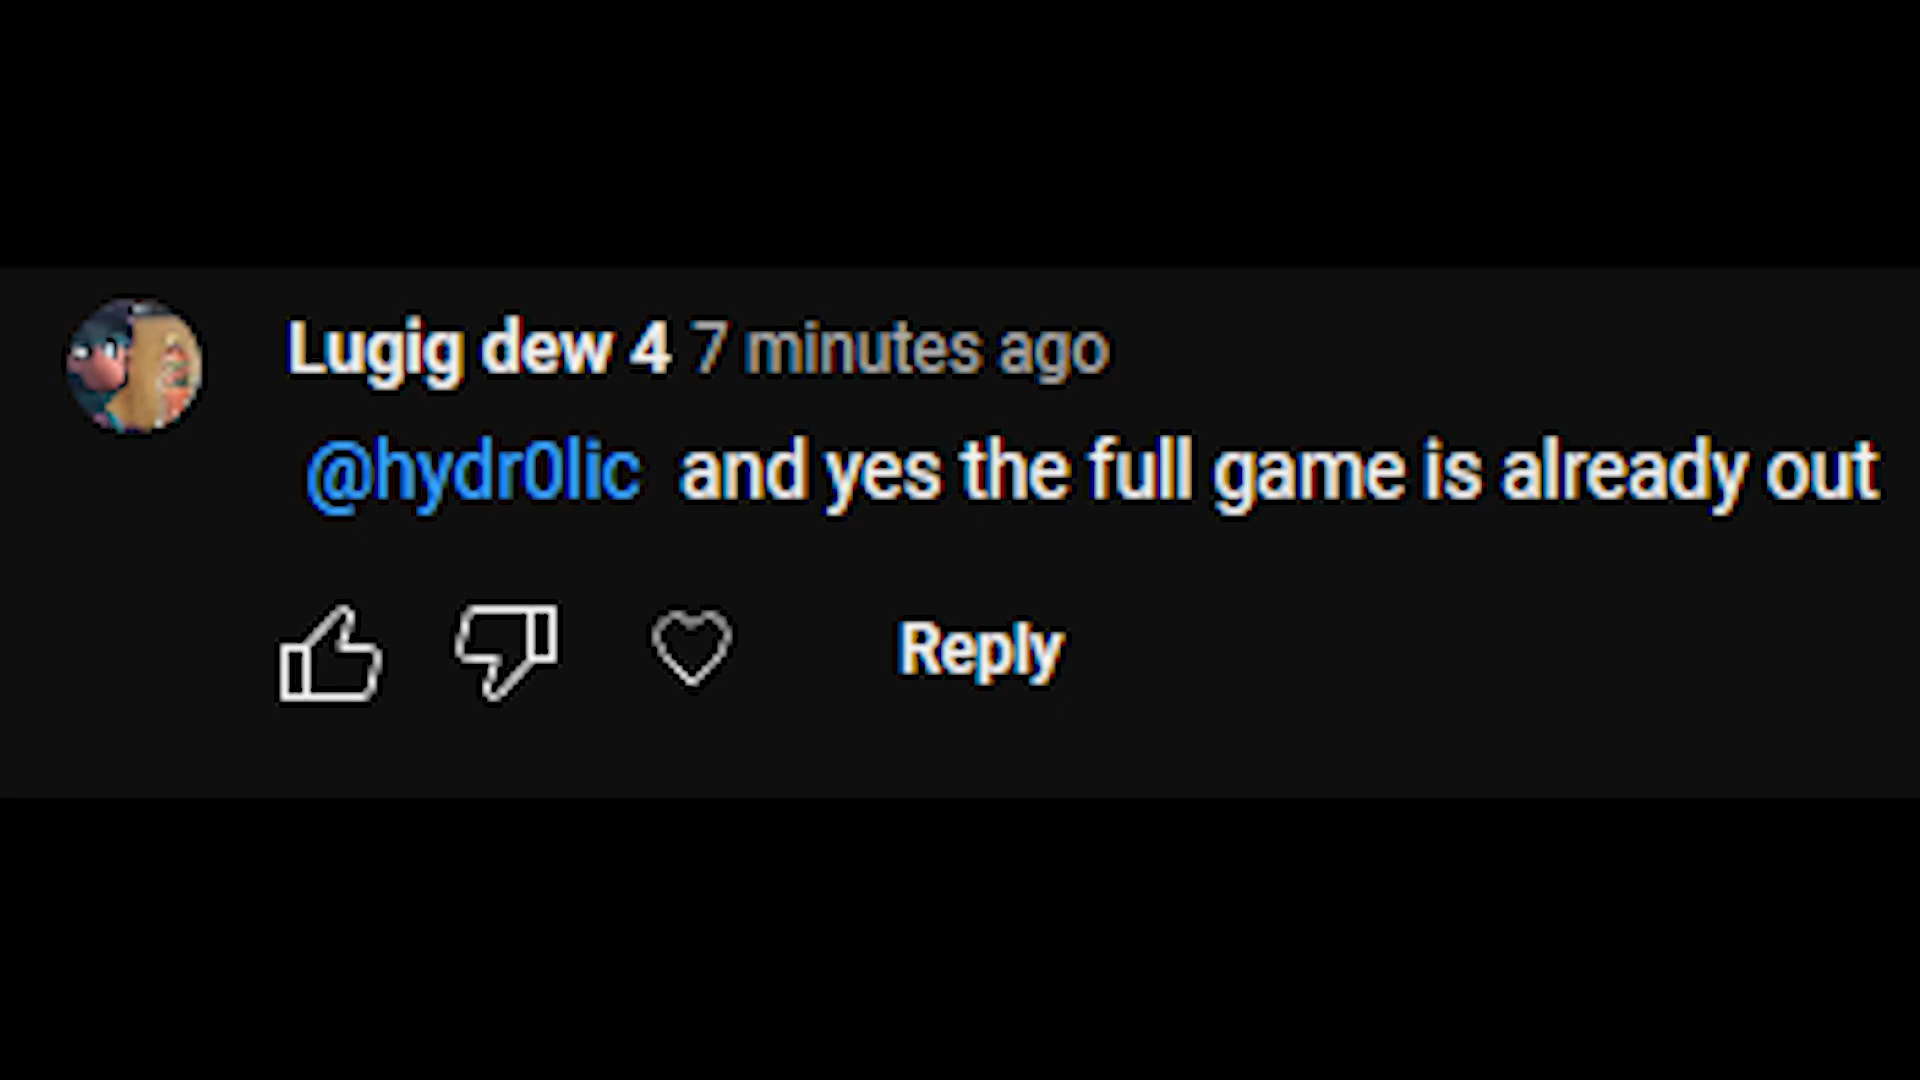 Lugig dew 4 7 minutes ago
@hydr0lic and yes the full game is already out
Reply